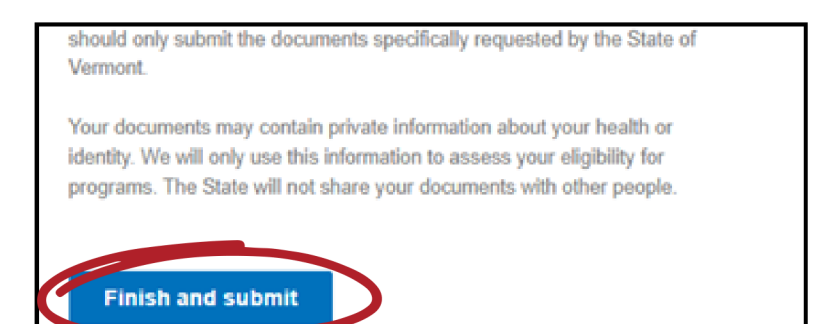 should only submit the documents specifically requested by the State of
Vermont.
Your documents may contain private information about your health or
identity. We will only use this information to assess your eligibility for
programs. The State will not share your documents with other people.
Finish and submit